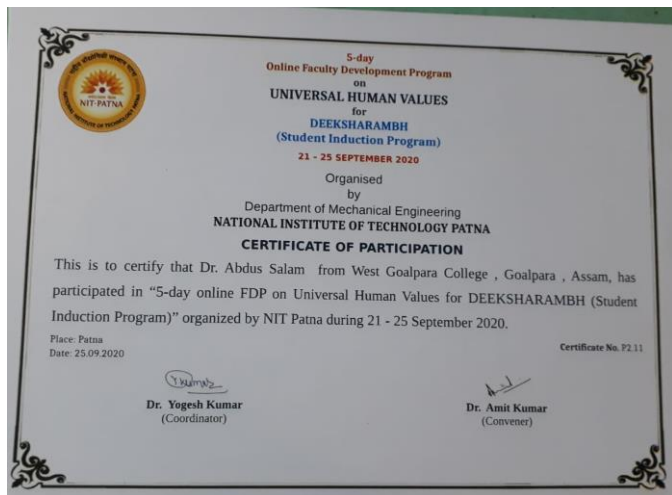 NIT-PATNA
5-day
Online Faculty Development Program
on
UNIVERSAL HUMAN VALUES
for
DEEKSHARAMBH
(Student Induction Program)
21 - 25 SEPTEMBER 2020
Organised
by
Department of Mechanical Engineering
NATIONAL INSTITUTE OF TECHNOLOGY PATNA
CERTIFICATE OF PARTICIPATION
This is to certify that Dr. Abdus Salam from West Goalpara College , Goalpara , Assam, has
participated in “5-day online FDP on Universal Human Values for DEEKSHARAMBH (Student
Induction Program)” organized by NIT Patna during 21 - 25 September 2020.
Place: Patna
Date: 25.09.2020
Certificate No. P2.11
Dr. Yogesh Kumar
(Coordinator)
Dr. Amit Kumar
(Convener)